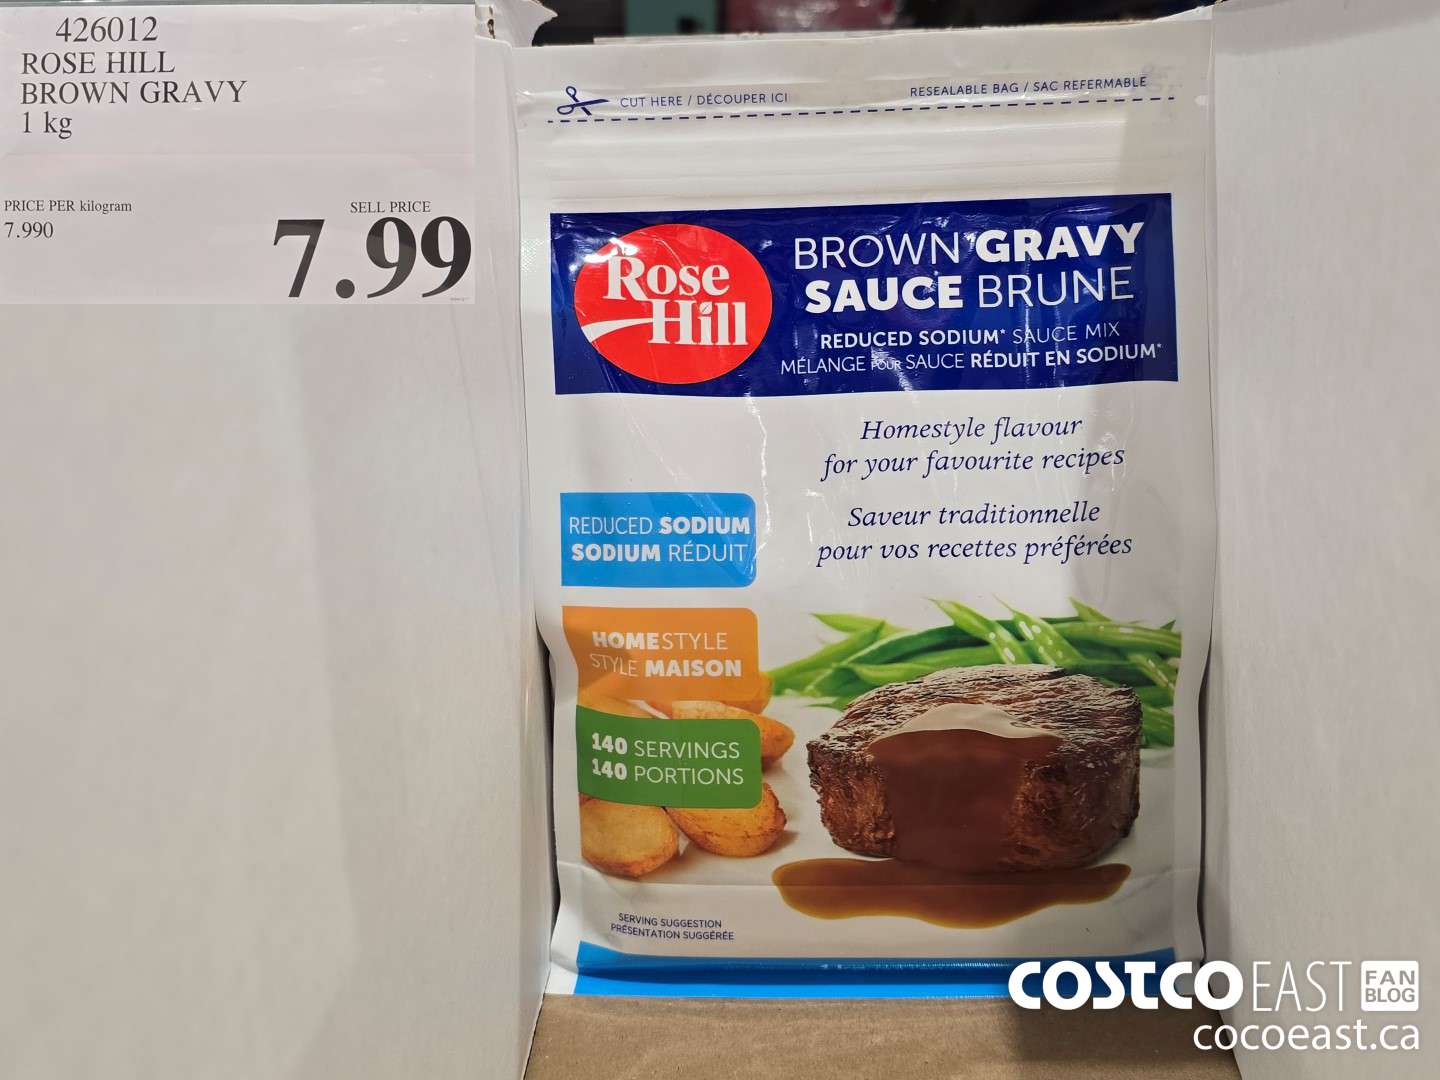 426012
ROSE HILL
BROWN GRAVY
1 kg
PRICE PER kilogram
7.990
SELL PRICE
7.99
CUT HERE / DÉCOUPER ICI
RESEALABLE BAG / SAC REFERMABLE
Rose
Hill
BROWN GRAVY
SAUCE BRUNE
REDUCED SODIUM* SAUCE MIX
MÉLANGE POUR SAUCE RÉDUIT EN SODIUM*
Homestyle flavour
for your favourite recipes
Saveur traditionnelle
pour vos recettes préférées
REDUCED SODIUM
SODIUM RÉDUIT
HOMESTYLE
STYLE MAISON
140 SERVINGS
140 PORTIONS
SERVING SUGGESTION
PRÉSENTATION SUGGÉRÉE
COSTCO EAST FAN BLOG
cocoeast.ca